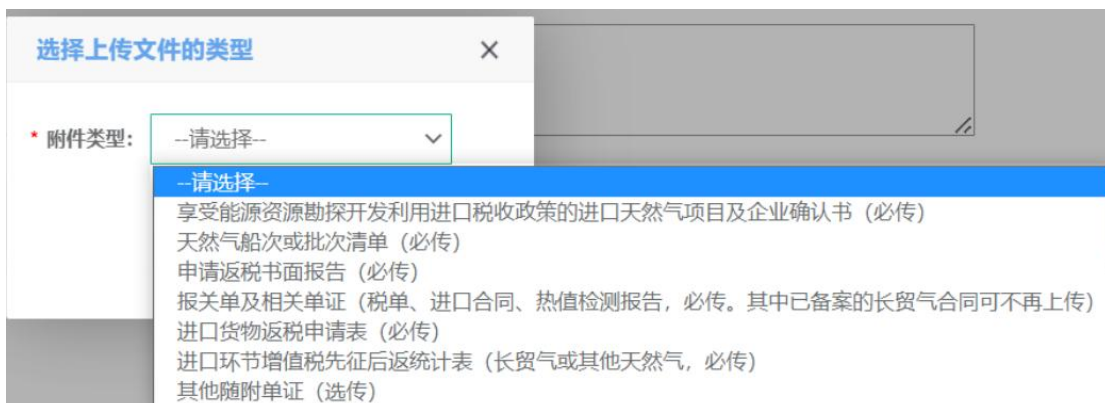 选择上传文件的类型 ×
* 附件类型: --请选择--
--请选择--
享受能源资源勘探开发利用进口税收政策的进口天然气项目及企业确认书（必传）
天然气船次或批次清单（必传）
申请返税书面报告（必传）
报关单及相关单证（税单、进口合同、热值检测报告，必传。其中已备案的长贸气合同可不再上传）
进口货物返税申请表（必传）
进口环节增值税先征后返统计表（长贸气或其他天然气，必传）
其他随附单证（选传）